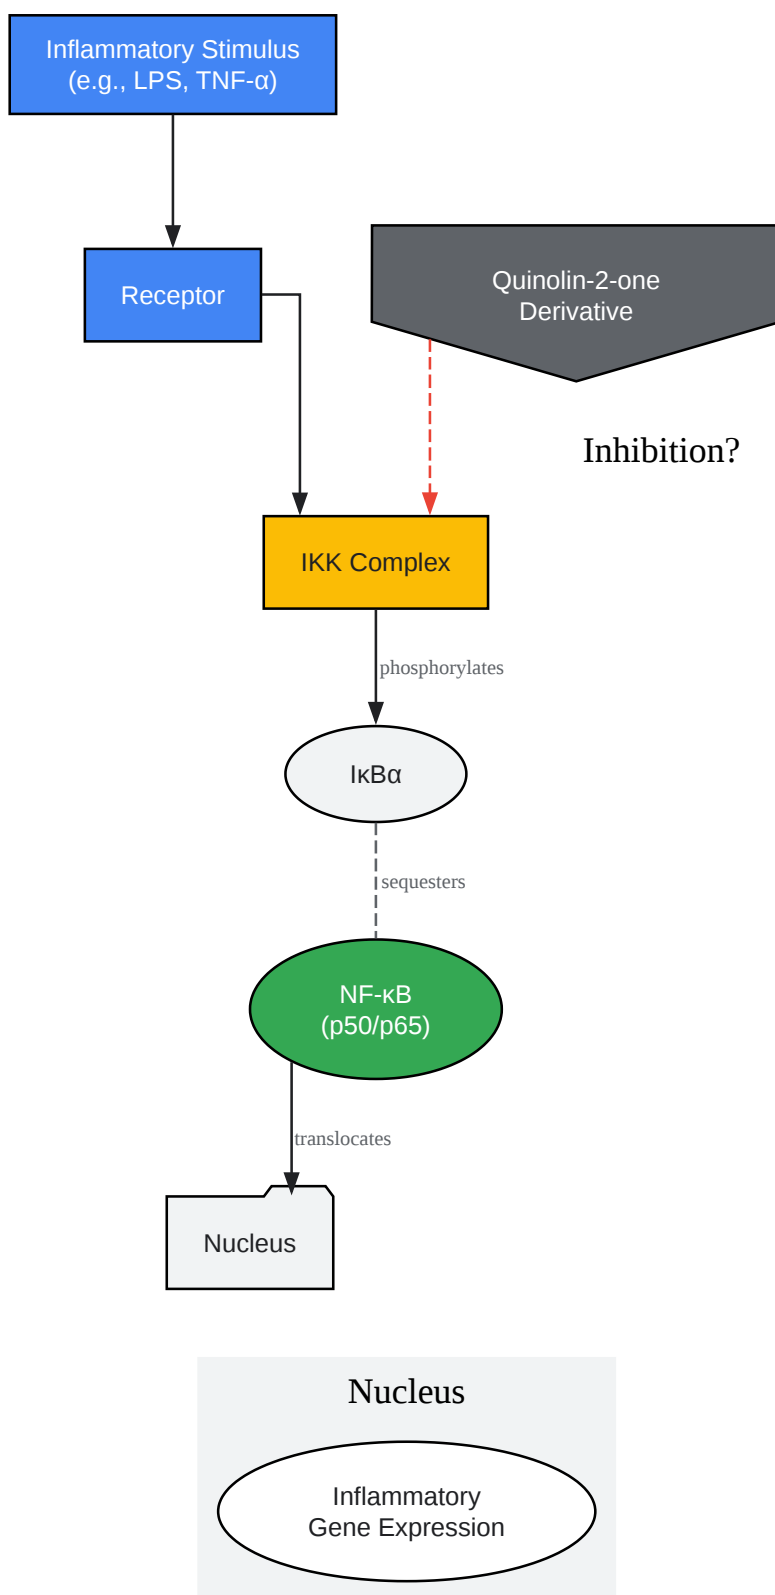 Inflammatory Stimulus
(e.g., LPS, TNF-α)
Receptor
Quinolin-2-one
Derivative
Inhibition?
IKK Complex
phosphorylates
IκBα
sequesters
NF-κB
(p50/p65)
translocates
Nucleus
Nucleus
Inflammatory
Gene Expression